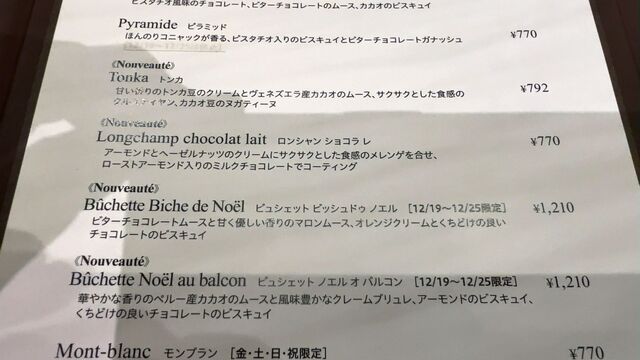 ピスタチオ風味のチョコレート、ビターチョコレートのムース、カカオのビスキュイ
Pyramide ピラミッド
ほんのりコニャックが香る、ピスタチオ入りのビスキュイとビターチョコレートガナッシュ ¥770
《Nouveauté》
Tonka トンカ
甘い香りのトンカ豆のクリームとヴェネズエラ産カカオのムース、サクサクとした食感の ¥792
クルスティヤン、カカオ豆のヌガティーヌ
《Nouveauté》
Longchamp chocolat lait ロンシャン ショコラ レ ¥770
アーモンドとヘーゼルナッツのクリームにサクサクとした食感のメレンゲを合せ、
ローストアーモンド入りのミルクチョコレートでコーティング
《Nouveauté》
Bûchette Biche de Noël ビュシェット ビッシュドゥ ノエル [12/19~12/25限定] ¥1,210
ビターチョコレートムースと甘く優しい香りのマロンムース、オレンジクリームとくちどけの良い
チョコレートのビスキュイ
《Nouveauté》
Bûchette Noël au balcon ビュシェット ノエル オ バルコン [12/19~12/25限定] ¥1,210
華やかな香りのペルー産カカオのムースと風味豊かなクレームブリュレ、アーモンドのビスキュイ、
くちどけの良いチョコレートのビスキュイ
Mont-blanc モンブラン [金・土・日・祝限定] ¥770